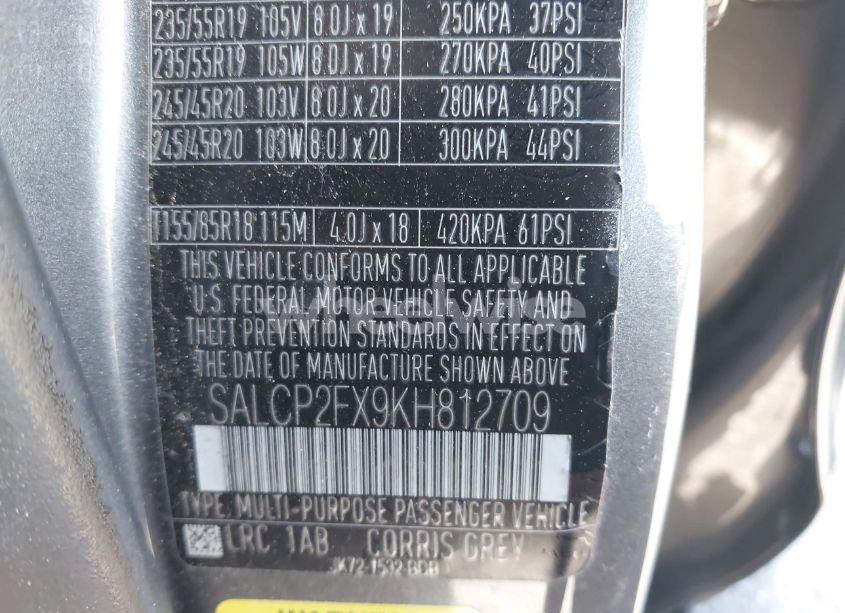 235/55R19 105V 8.0J x 19 250KPA 37PSI
235/55R19 105W 8.0J x 19 270KPA 40PSI
245/45R20 103V 8.0J x 20 280KPA 41PSI
245/45R20 103W 8.0J x 20 300KPA 44PSI
T155/85R18 115M 4.0J x 18 420KPA 61PSI
THIS VEHICLE CONFORMS TO ALL APPLICABLE
U.S. FEDERAL MOTOR VEHICLE SAFETY AND
THEFT PREVENTION STANDARDS IN EFFECT ON
THE DATE OF MANUFACTURE SHOWN ABOVE
SALCP2FX9KH812709
TYPE: MULTI-PURPOSE PASSENGER VEHICLE
LRC 1AB CORRIS GREY